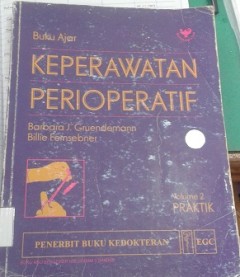 Buku Ajar
KEPERAWATAN
PERIOPERATIF
Barbara J. Gruendemann
Billie Fernsebner
Volume 2
PRAKTIK
PENERBIT BUKU KEDOKTERAN EGC